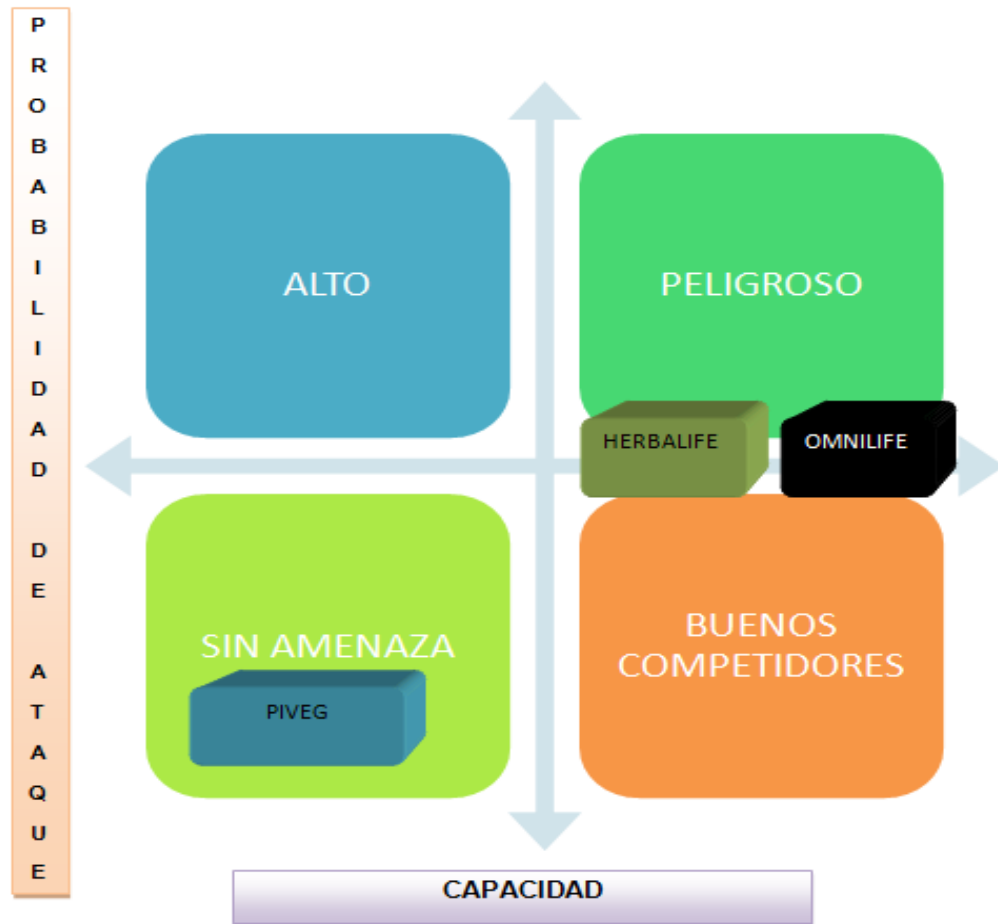 PROBABILIDAD DE ATAQUE
ALTO
PELIGROSO
HERBALIFE
OMNILIFE
SIN AMENAZA
PIVEG
BUENOS
COMPETIDORES
CAPACIDAD